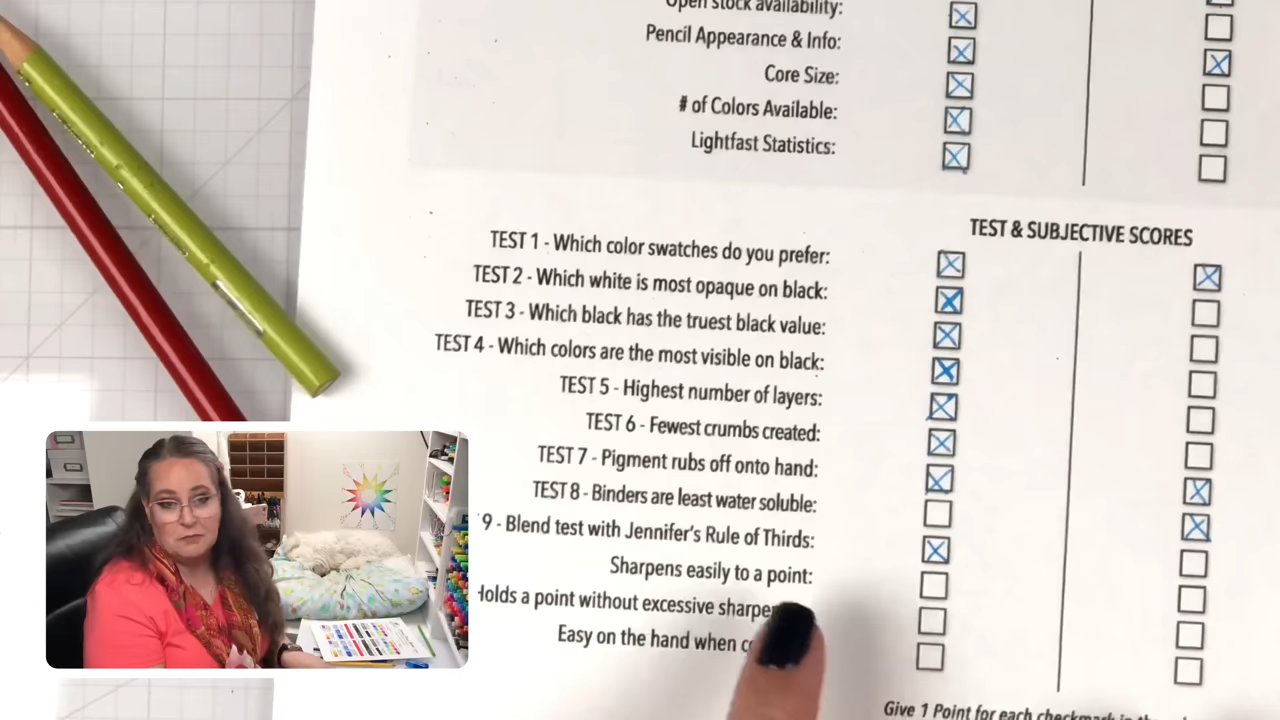 Open stock availability:
Pencil Appearance & Info:
Core Size:
# of Colors Available:
Lightfast Statistics:
TEST & SUBJECTIVE SCORES
TEST 1 - Which color swatches do you prefer:
TEST 2 - Which white is most opaque on black:
TEST 3 - Which black has the truest black value:
TEST 4 - Which colors are the most visible on black:
TEST 5 - Highest number of layers:
TEST 6 - Fewest crumbs created:
TEST 7 - Pigment rubs off onto hand:
TEST 8 - Binders are least water soluble:
9 - Blend test with Jennifer's Rule of Thirds:
Sharpens easily to a point:
Holds a point without excessive
Easy on the hand when
Give 1 Point for each checkmark in the